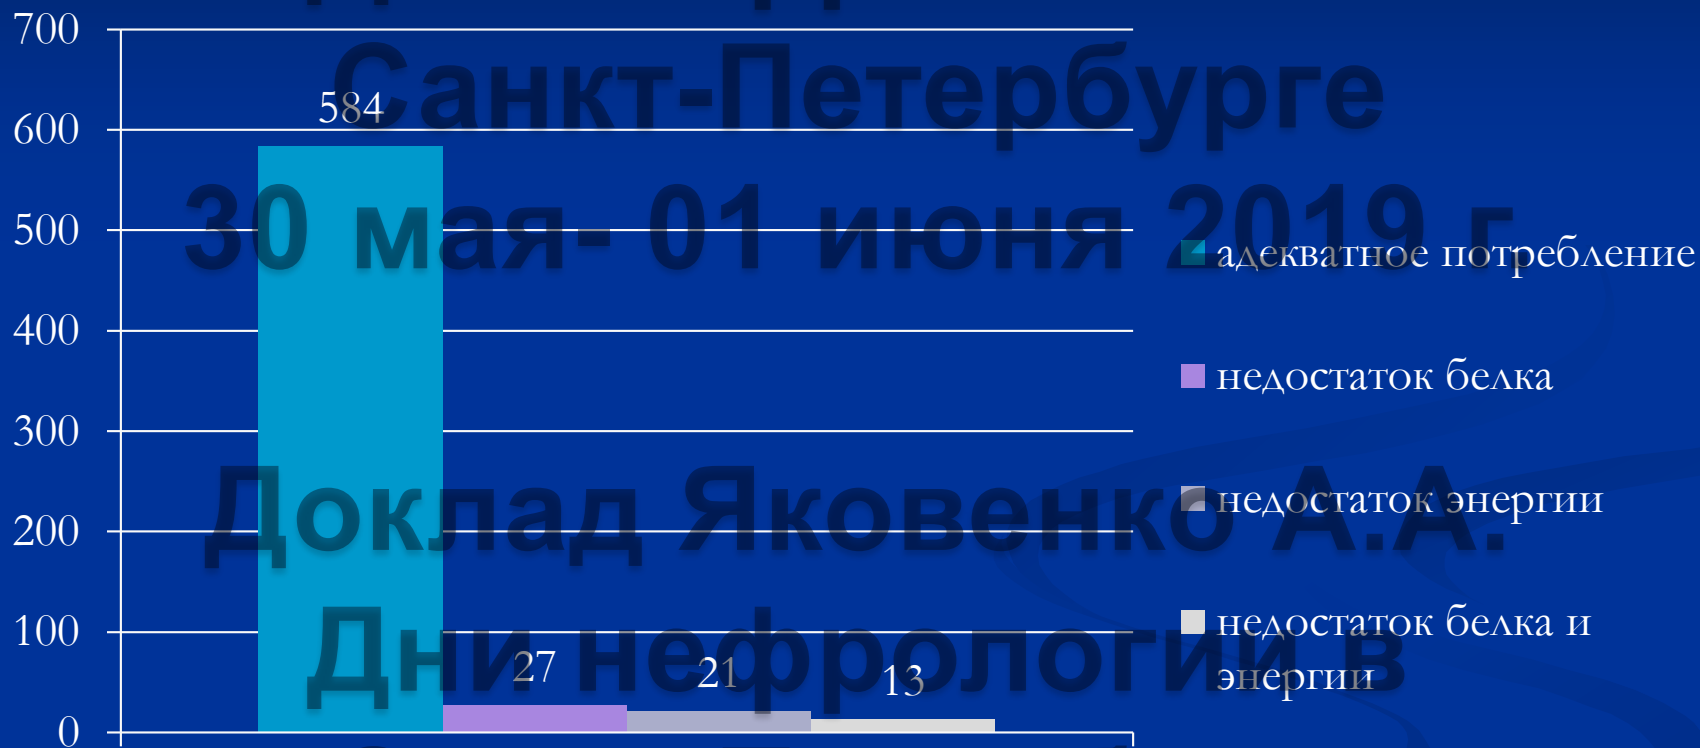 700
600
500
400
300
200
100
0
584
27
21
13
адекватное потребление
недостаток белка
недостаток энергии
недостаток белка и
энергии
Санкт-Петербурге
30 мая- 01 июня 2019 г
Доклад Яковенко А.А.
Дни нефрологии в